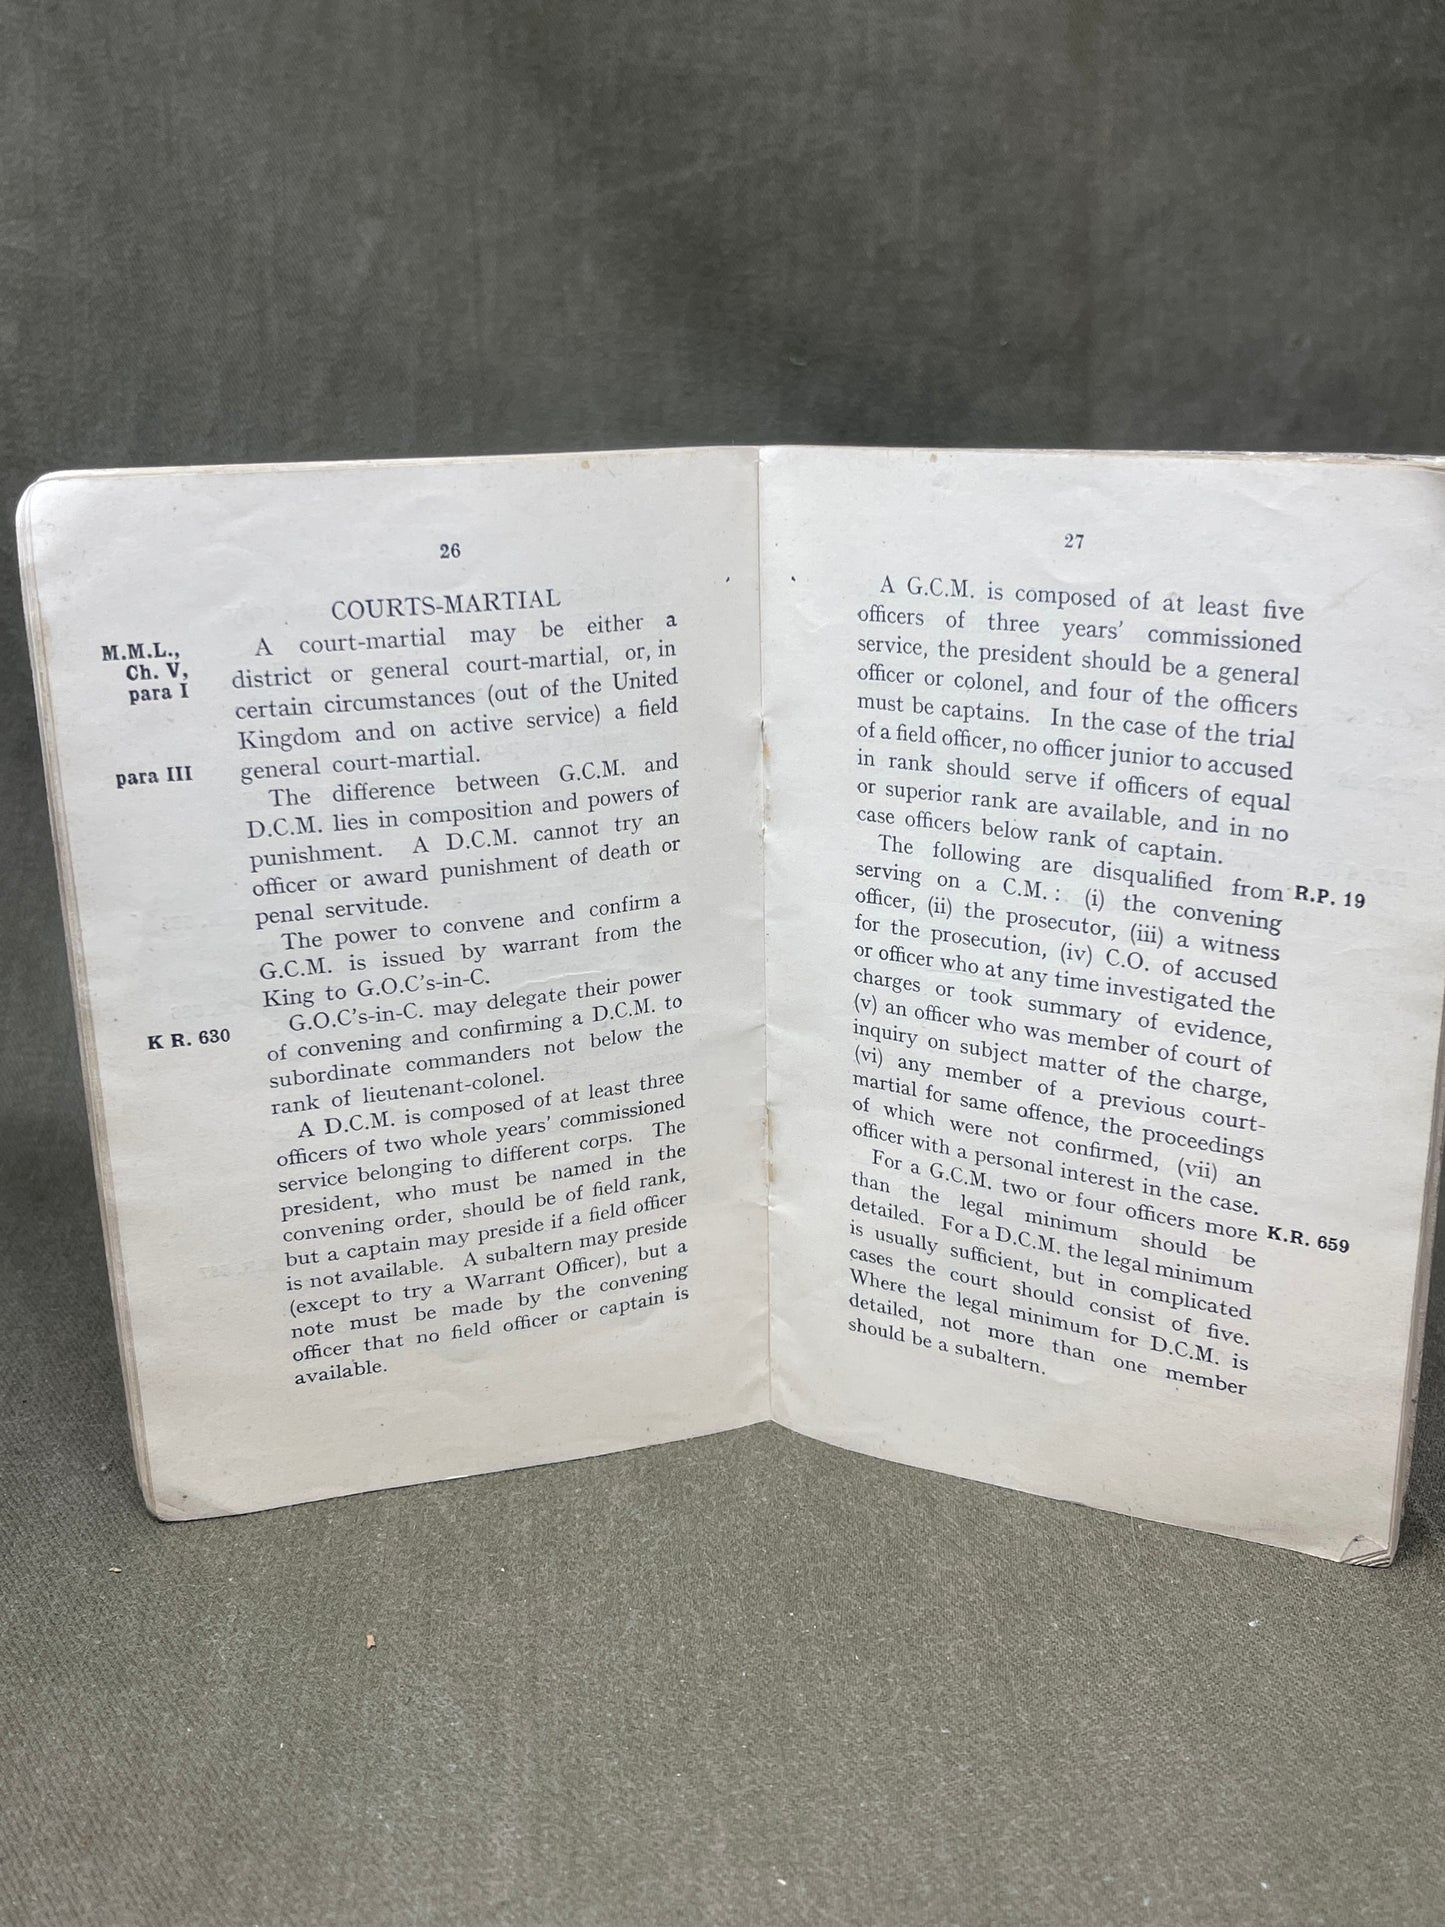 26
COURTS-MARTIAL
M.M.L.,
Ch. V,
para I
A court-martial may be either a
district or general court-martial, or, in
certain circumstances (out of the United
Kingdom and on active service) a field
general court-martial.
para III
The difference between G.C.M. and
D.C.M. lies in composition and powers of
punishment. A D.C.M. cannot try an
officer or award punishment of death or
penal servitude.
The power to convene and confirm a
G.C.M. is issued by warrant from the
King to G.O.C's-in-C.
K R. 630
G.O.C's-in-C. may delegate their power
of convening and confirming a D.C.M. to
subordinate commanders not below the
rank of lieutenant-colonel.
A D.C.M. is composed of at least three
officers of two whole years' commissioned
service belonging to different corps. The
president, who must be named in the
convening order, should be of field rank,
but a captain may preside if a field officer
is not available. A subaltern may preside
(except to try a Warrant Officer), but a
note must be made by the convening
officer that no field officer or captain is
available.
27
A G.C.M. is composed of at least five
officers of three years' commissioned
service, the president should be a general
officer or colonel, and four of the officers
must be captains. In the case of the trial
of a field officer, no officer junior to accused
in rank should serve if officers of equal
or superior rank are available, and in no
case officers below rank of captain.
The following are disqualified from R.P. 19
serving on a C.M. : (i) the convening
officer, (ii) the prosecutor, (iii) a witness
for the prosecution, (iv) C.O. of accused
or officer who at any time investigated the
charges or took summary of evidence,
(v) an officer who was member of court of
inquiry on subject matter of the charge,
(vi) any member of a previous court-
martial for same offence, the proceedings
of which were not confirmed, (vii) an
officer with a personal interest in the case.
For a G.C.M. two or four officers more K.R. 659
than the legal minimum should be
detailed. For a D.C.M. the legal minimum
is usually sufficient, but in complicated
cases the court should consist of five.
Where the legal minimum for D.C.M. is
detailed, not more than one member
should be a subaltern.